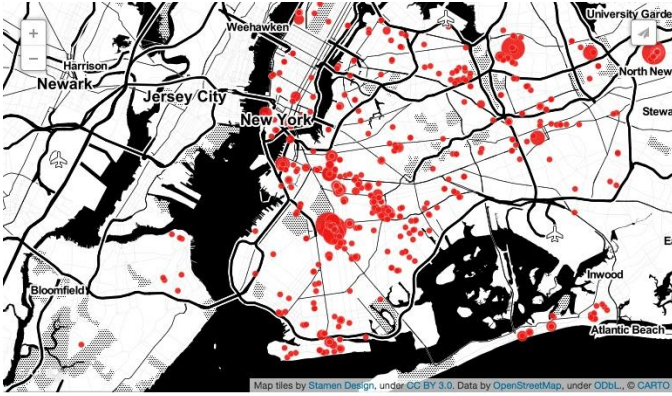 Weehawken
University Garde
+
−
Harrison
Newark
North New
Jersey City
New York
Stewa
E
Bloomfield
Inwood
Atlantic Beach
Map tiles by Stamen Design, under CC BY 3.0. Data by OpenStreetMap, under ODbL., © CARTO